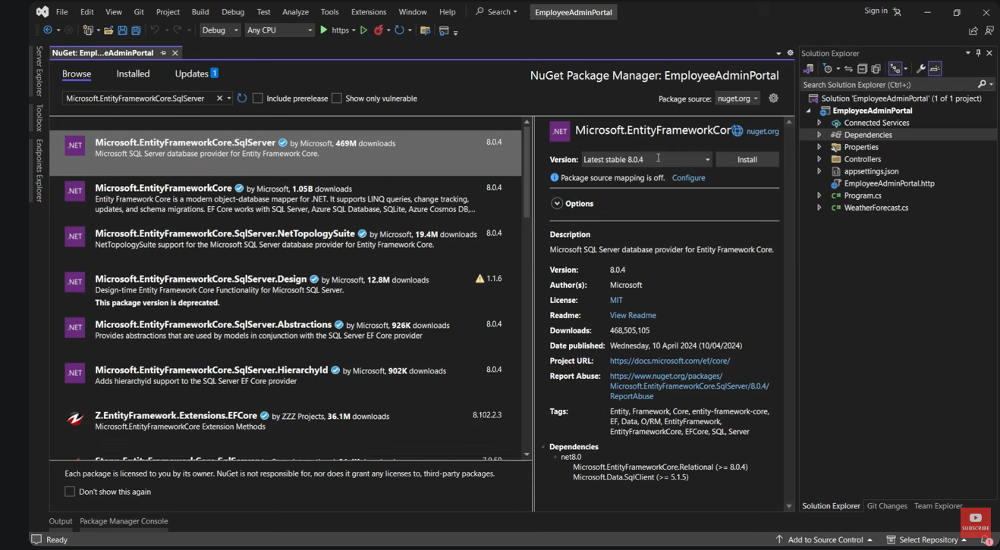 File Edit View Git Project Build Debug Test Analyze Tools Extensions Window Help Search EmployeeAdminPortal Sign in
Debug Any CPU https
Server Explorer
Toolbox
Endpoints Explorer
NuGet: Empl...eAdminPortal
Browse Installed Updates 1
NuGet Package Manager: EmployeeAdminPortal
Microsoft.EntityFrameworkCore.SqlServer Include prerelease Show only vulnerable
Package source: nuget.org
.NET Microsoft.EntityFrameworkCore.SqlServer by Microsoft, 469M downloads 8.0.4
Microsoft SQL Server database provider for Entity Framework Core.
.NET Microsoft.EntityFrameworkCore by Microsoft, 1.05B downloads 8.0.4
Entity Framework Core is a modern object-database mapper for .NET. It supports LINQ queries, change tracking,
updates, and schema migrations. EF Core works with SQL Server, Azure SQL Database, SQLite, Azure Cosmos DB,...
.NET Microsoft.EntityFrameworkCore.SqlServer.NetTopologySuite by Microsoft, 19.4M downloads 8.0.4
NetTopologySuite support for the Microsoft SQL Server database provider for Entity Framework Core.
.NET Microsoft.EntityFrameworkCore.SqlServer.Design by Microsoft, 12.8M downloads 1.1.6
Design-time Entity Framework Core Functionality for Microsoft SQL Server.
This package version is deprecated.
.NET Microsoft.EntityFrameworkCore.SqlServer.Abstractions by Microsoft, 926K downloads 8.0.4
Provides abstractions that are used by models in conjunction with the SQL Server EF Core provider
.NET Microsoft.EntityFrameworkCore.SqlServer.HierarchyId by Microsoft, 902K downloads 8.0.4
Adds hierarchyid support to the SQL Server EF Core provider
Z.EntityFramework.Extensions.EFCore by ZZZ Projects, 36.1M downloads 8.102.2.3
Microsoft.EntityFrameworkCore Extension Methods
Each package is licensed to you by its owner. NuGet is not responsible for, nor does it grant any licenses to, third-party packages.
Don't show this again
.NET Microsoft.EntityFrameworkCor nuget.org
Version: Latest stable 8.0.4 Install
Package source mapping is off. Configure
Options
Description
Microsoft SQL Server database provider for Entity Framework Core.
Version: 8.0.4
Author(s): Microsoft
License: MIT
Readme: View Readme
Downloads: 468,505,105
Date published: Wednesday, 10 April 2024 (10/04/2024)
Project URL: https://docs.microsoft.com/ef/core/
Report Abuse: https://www.nuget.org/packages/
Microsoft.EntityFrameworkCore.SqlServer/8.0.4/
ReportAbuse
Tags: Entity, Framework, Core, entity-framework-core,
EF, Data, O/RM, EntityFramework,
EntityFrameworkCore, EFCore, SQL, Server
Dependencies
net8.0
Microsoft.EntityFrameworkCore.Relational (>= 8.0.4)
Microsoft.Data.SqlClient (>= 5.1.5)
Solution Explorer
Search Solution Explorer (Ctrl+;)
Solution 'EmployeeAdminPortal' (1 of 1 project)
EmployeeAdminPortal
Connected Services
Dependencies
Properties
Controllers
appsettings.json
EmployeeAdminPortal.http
C# Program.cs
C# WeatherForecast.cs
Solution Explorer Git Changes Team Explorer
SUBSCRIBE
Output Package Manager Console
Ready
Add to Source Control Select Repository 1